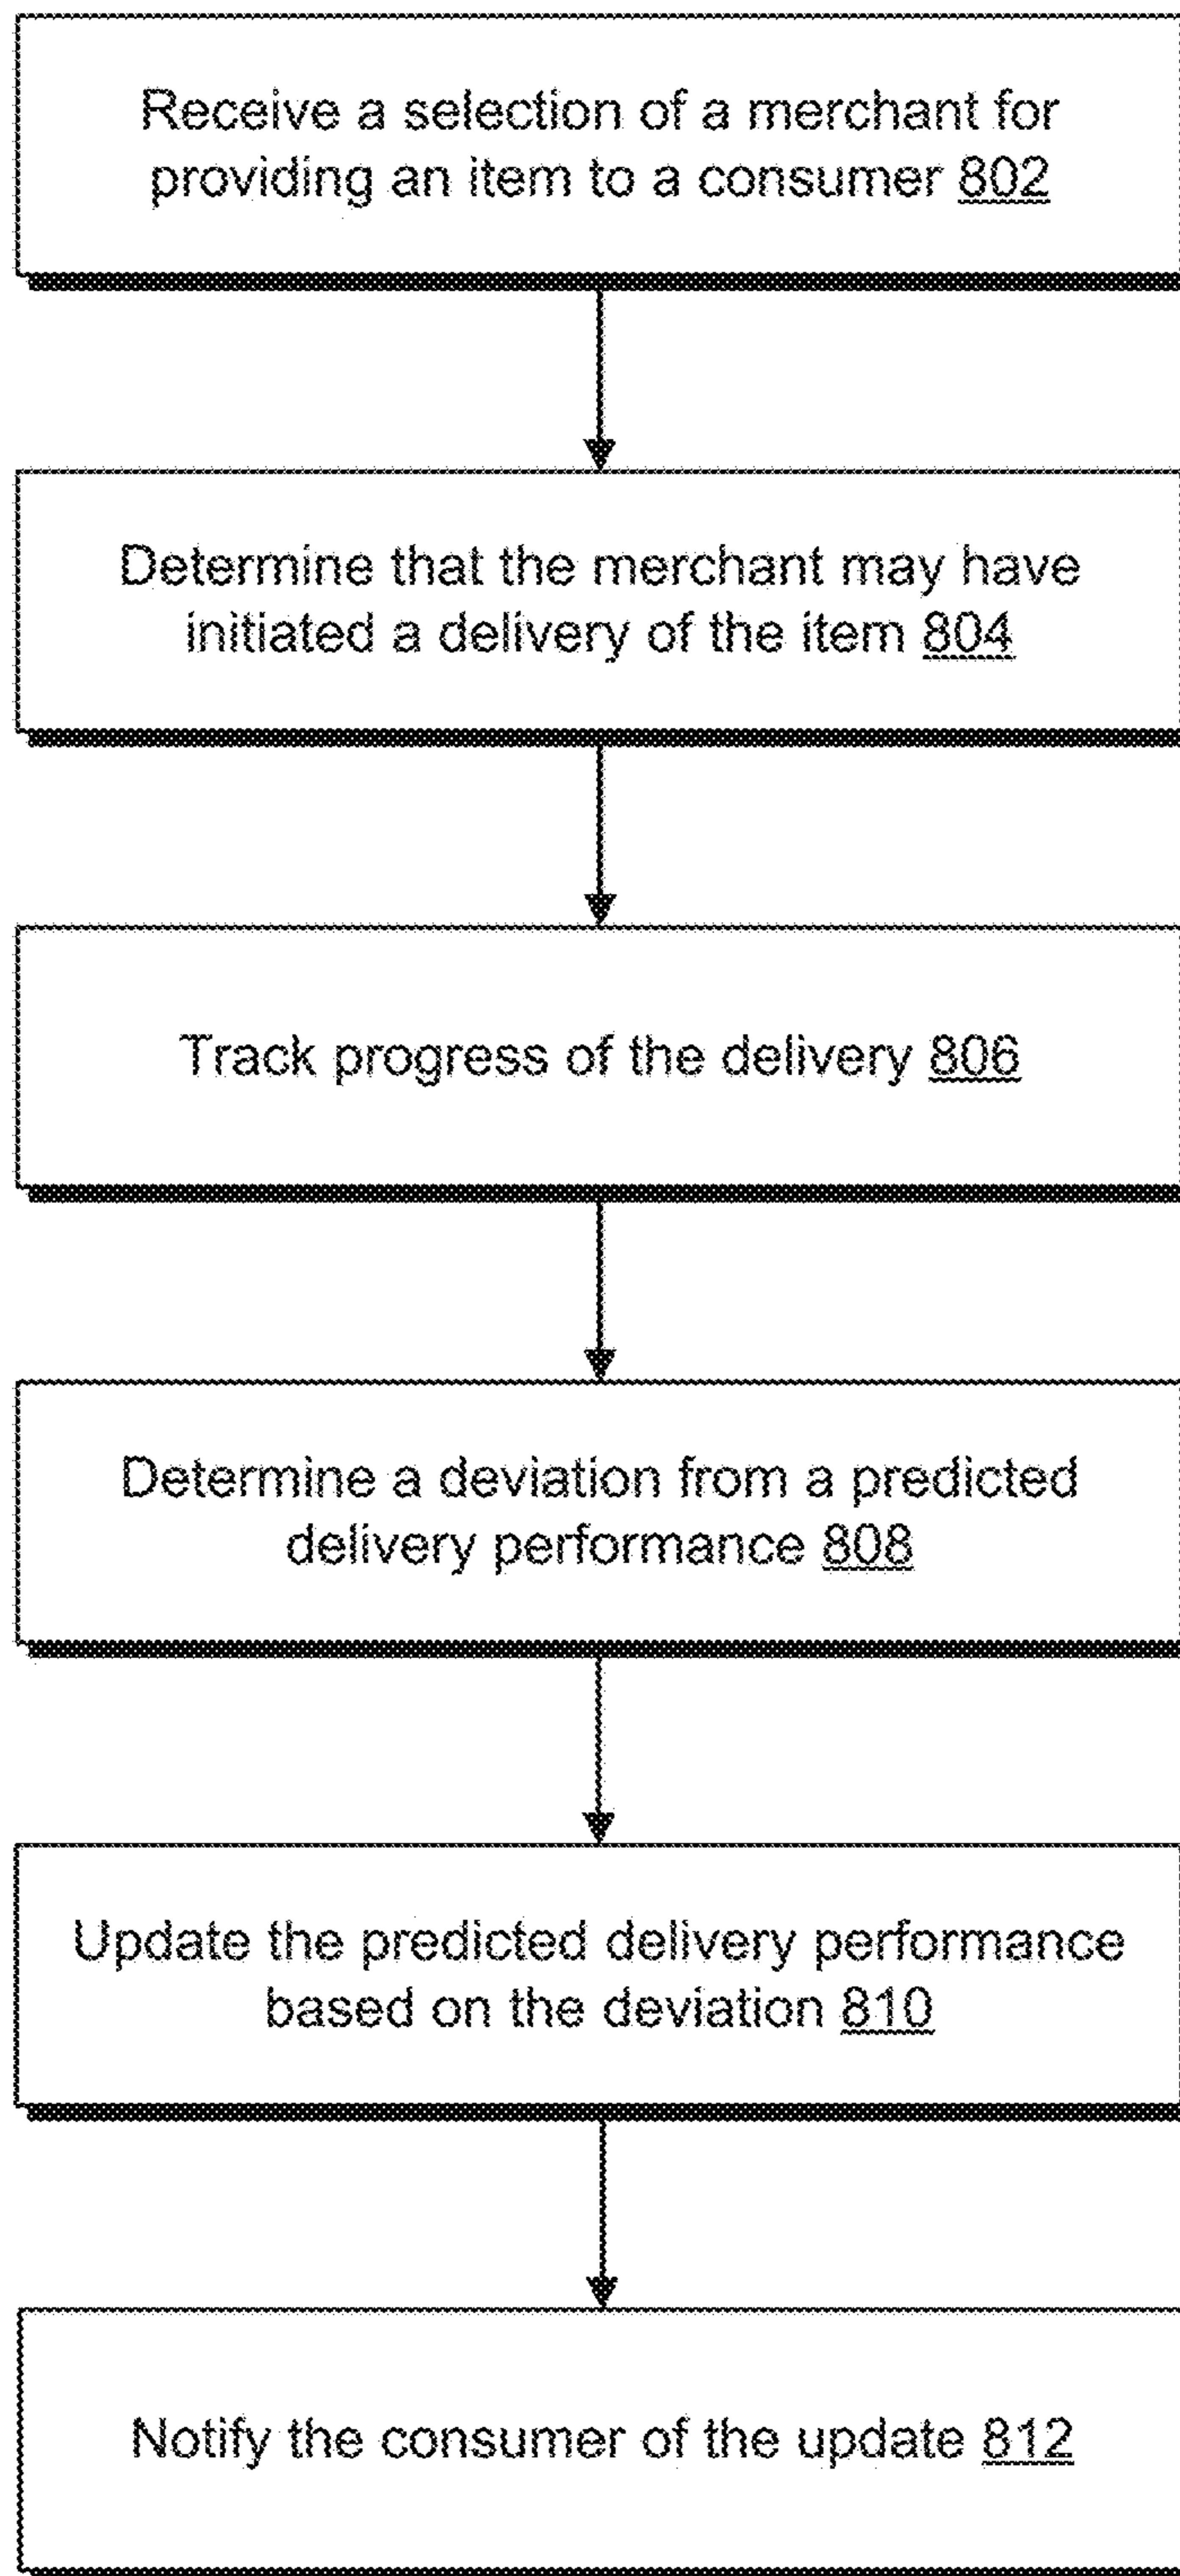 Receive a selection of a merchant for
providing an item to a consumer 802
Determine that the merchant may have
initiated a delivery of the item 804
Track progress of the delivery 806
Determine a deviation from a predicted
delivery performance 808
Update the predicted delivery performance
based on the deviation 810
Notify the consumer of the update 812